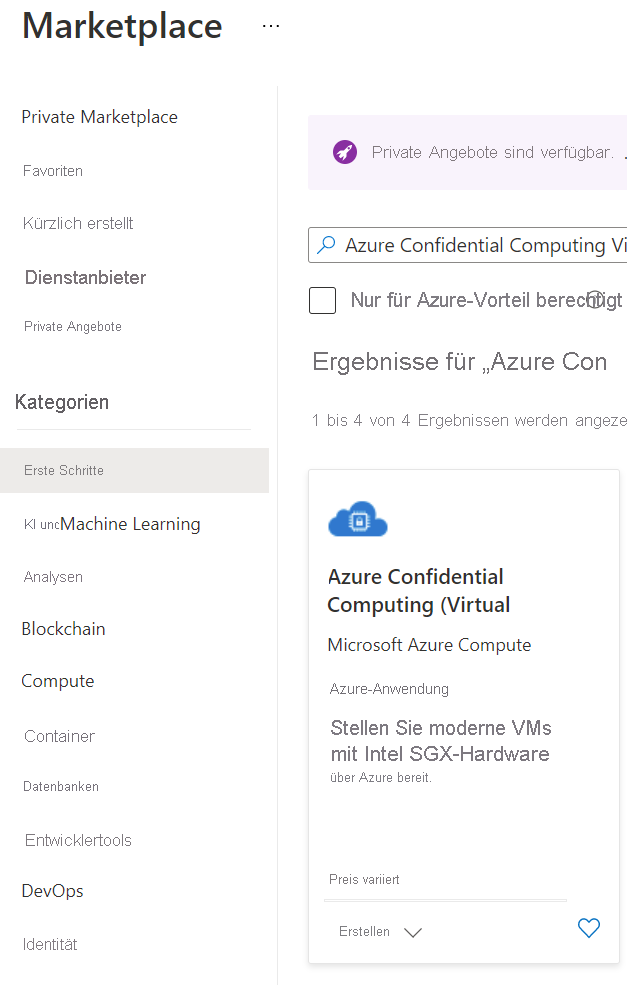 Marketplace ...
Private Marketplace
Favoriten
Kürzlich erstellt
Dienstanbieter
Private Angebote
Kategorien
Erste Schritte
KI und Machine Learning
Analysen
Blockchain
Compute
Container
Datenbanken
Entwicklertools
DevOps
Identität
Private Angebote sind verfügbar.
Azure Confidential Computing Vi
Nur für Azure-Vorteil berechtigt
Ergebnisse für „Azure Con
1 bis 4 von 4 Ergebnissen werden angeze
Azure Confidential
Computing (Virtual
Microsoft Azure Compute
Azure-Anwendung
Stellen Sie moderne VMs
mit Intel SGX-Hardware
über Azure bereit.
Preis variiert
Erstellen